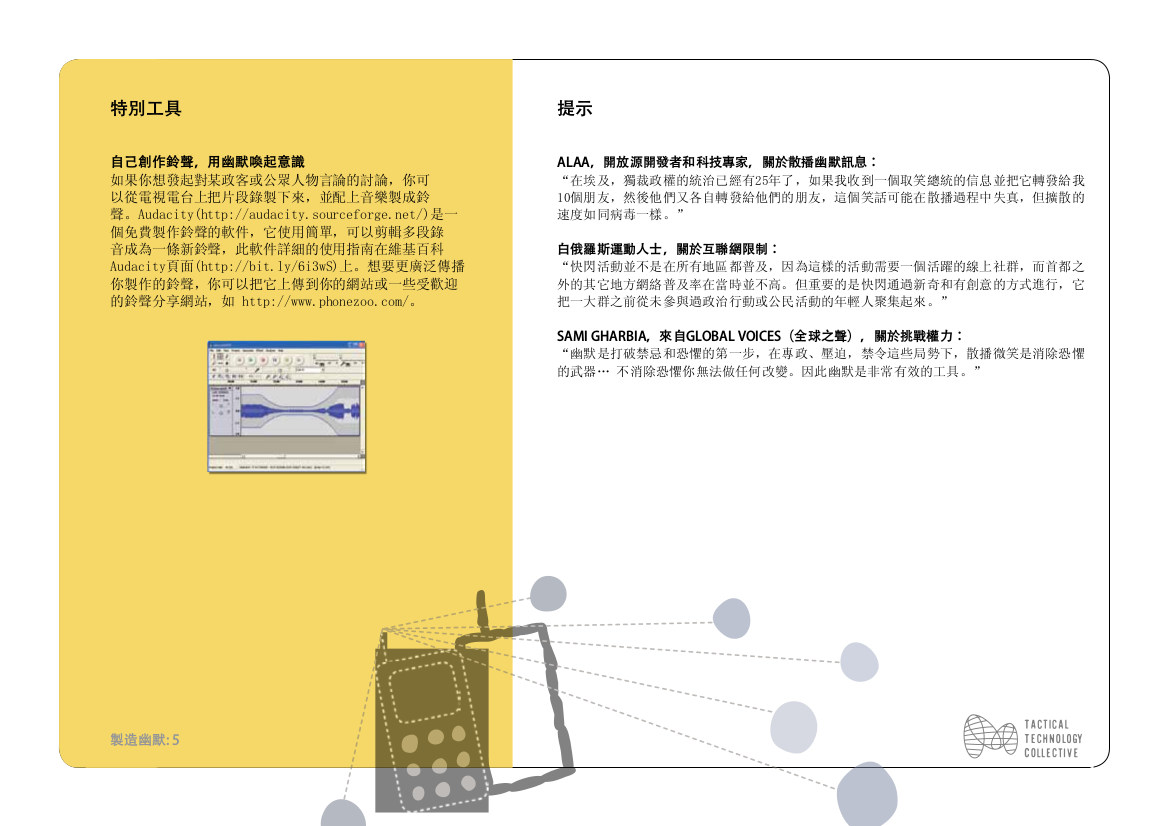 特別工具
自己創作鈴聲，用幽默喚起意識
如果你想發起對某政客或公眾人物言論的討論，你可
以從電視電台上把片段錄製下來，並配上音樂製成鈴
聲。Audacity(http://audacity.sourceforge.net/)是一
個免費製作鈴聲的軟件，它使用簡單，可以剪輯多段錄
音成為一條新鈴聲，此軟件詳細的使用指南在維基百科
Audacity頁面(http://bit.ly/6i3wS)上。想要更廣泛傳播
你製作的鈴聲，你可以把它上傳到你的網站或一些受歡迎
的鈴聲分享網站，如 http://www.phonezoo.com/。
製造幽默: 5
提示
ALAA，開放源開發者和科技專家，關於散播幽默訊息：
“在埃及，獨裁政權的統治已經有25年了，如果我收到一個取笑總統的信息並把它轉發給我
10個朋友，然後他們又各自轉發給他們的朋友，這個笑話可能在散播過程中失真，但擴散的
速度如同病毒一樣。”
白俄羅斯運動人士，關於互聯網限制：
“快閃活動並不是在所有地區都普及，因為這樣的活動需要一個活躍的線上社群，而首都之
外的其它地方網絡普及率在當時並不高。但重要的是快閃通過新奇和有創意的方式進行，它
把一大群之前從未參與過政治行動或公民活動的年輕人聚集起來。”
SAMI GHARBIA，來自GLOBAL VOICES（全球之聲），關於挑戰權力：
“幽默是打破禁忌和恐懼的第一步，在專政、壓迫，禁令這些局勢下，散播微笑是消除恐懼
的武器… 不消除恐懼你無法做任何改變。因此幽默是非常有效的工具。”
TACTICAL
TECHNOLOGY
COLLECTIVE